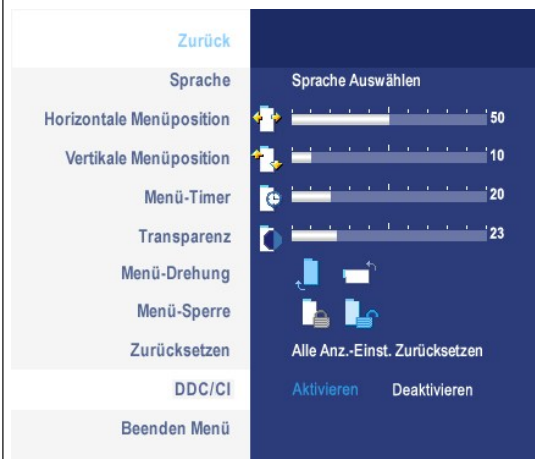 Zurück
Sprache Sprache Auswählen
Horizontale Menüposition 50
Vertikale Menüposition 10
Menü-Timer 20
Transparenz 23
Menü-Drehung
Menü-Sperre
Zurücksetzen Alle Anz.-Einst. Zurücksetzen
DDC/CI Aktivieren Deaktivieren
Beenden Menü